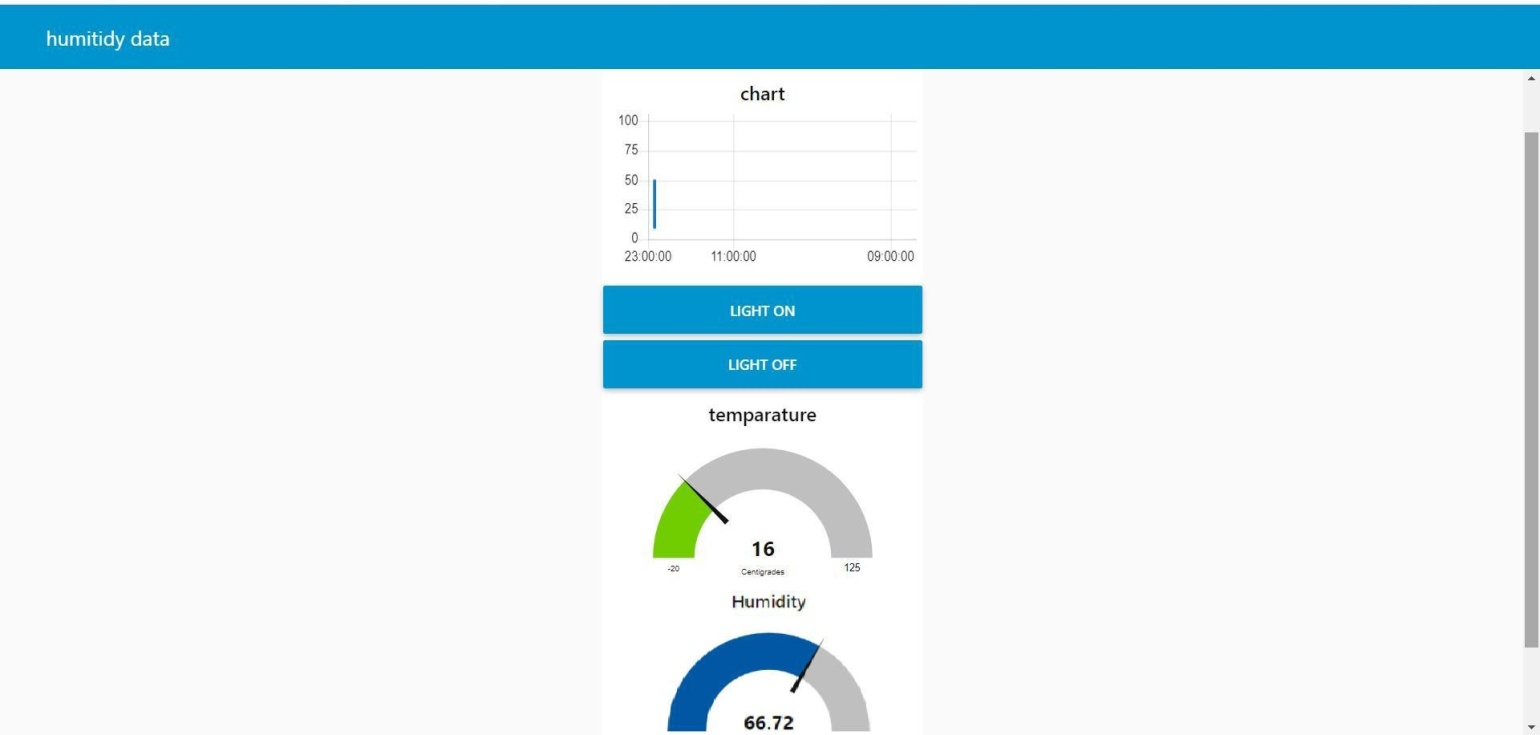 humitidy data
chart
100
75
50
25
0
23:00:00 11:00:00 09:00:00
LIGHT ON
LIGHT OFF
temparature
16
-20 Centigrades 125
Humidity
66.72